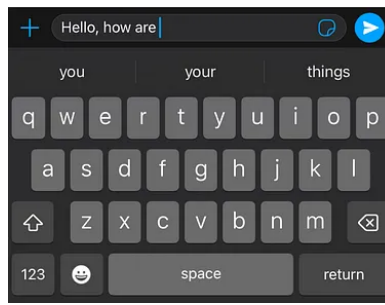 Hello, how are
you your things
q w e r t y u i o p
a s d f g h j k l
z x c v b n m
123 space return